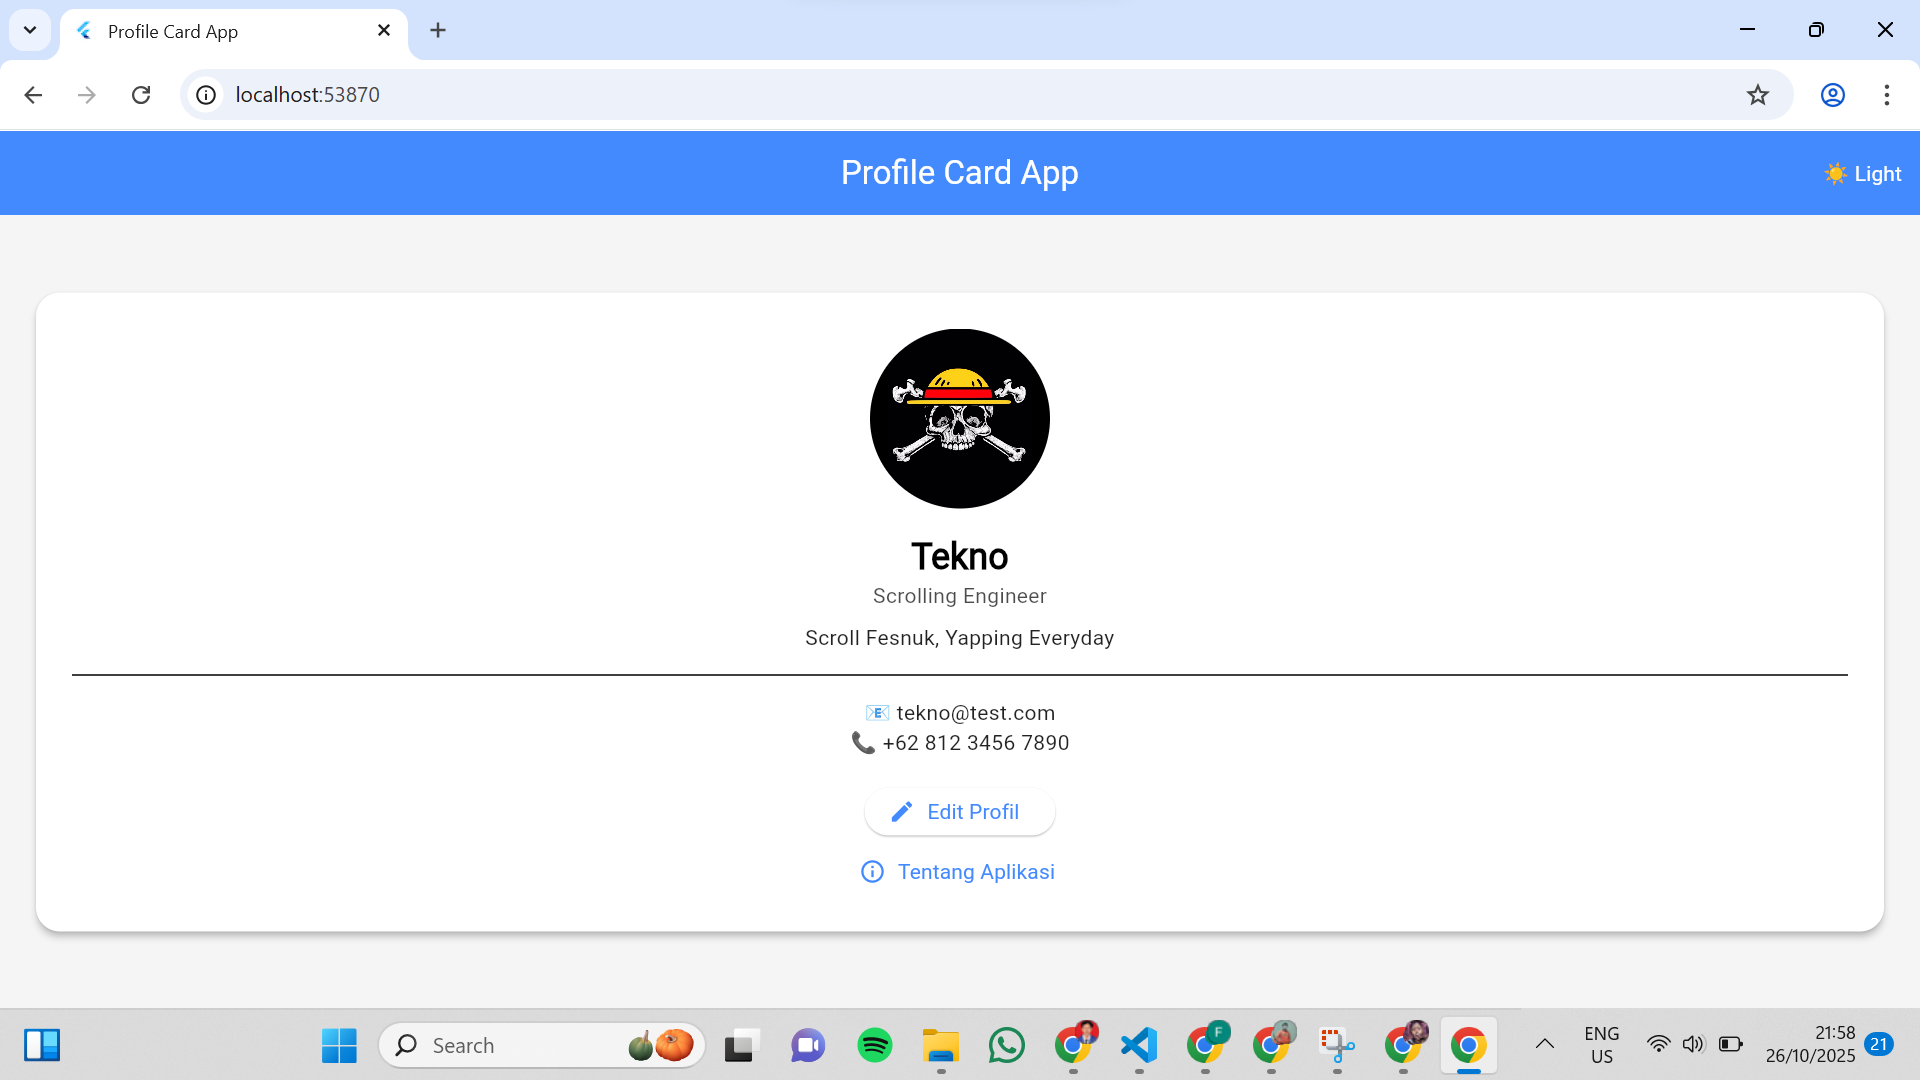 Profile Card App
localhost:53870
Profile Card App
☀️ Light
Tekno
Scrolling Engineer
Scroll Fesnuk, Yapping Everyday
📧 tekno@test.com
📞 +62 812 3456 7890
Edit Profil
Tentang Aplikasi
Search
F
ENG
US
21:58
26/10/2025
21